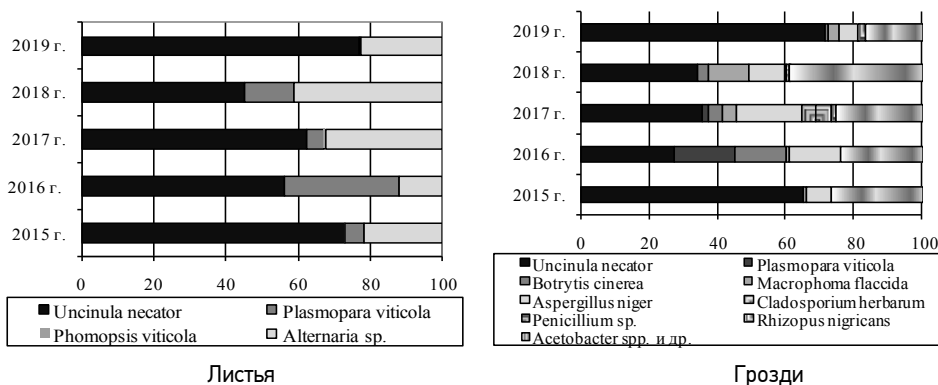 2019 г.
2018 г.
2017 г.
2016 г.
2015 г.
0 20 40 60 80 100
Uncinula necator Plasmopara viticola
Phomopsis viticola Alternaria sp.
Листья
2019 г.
2018 г.
2017 г.
2016 г.
2015 г.
0 20 40 60 80 100
Uncinula necator Plasmopara viticola
Botrytis cinerea Macrophoma flaccida
Aspergillus niger Cladosporium herbarum
Penicillium sp. Rhizopus nigricans
Acetobacter spp. и др.
Грозди